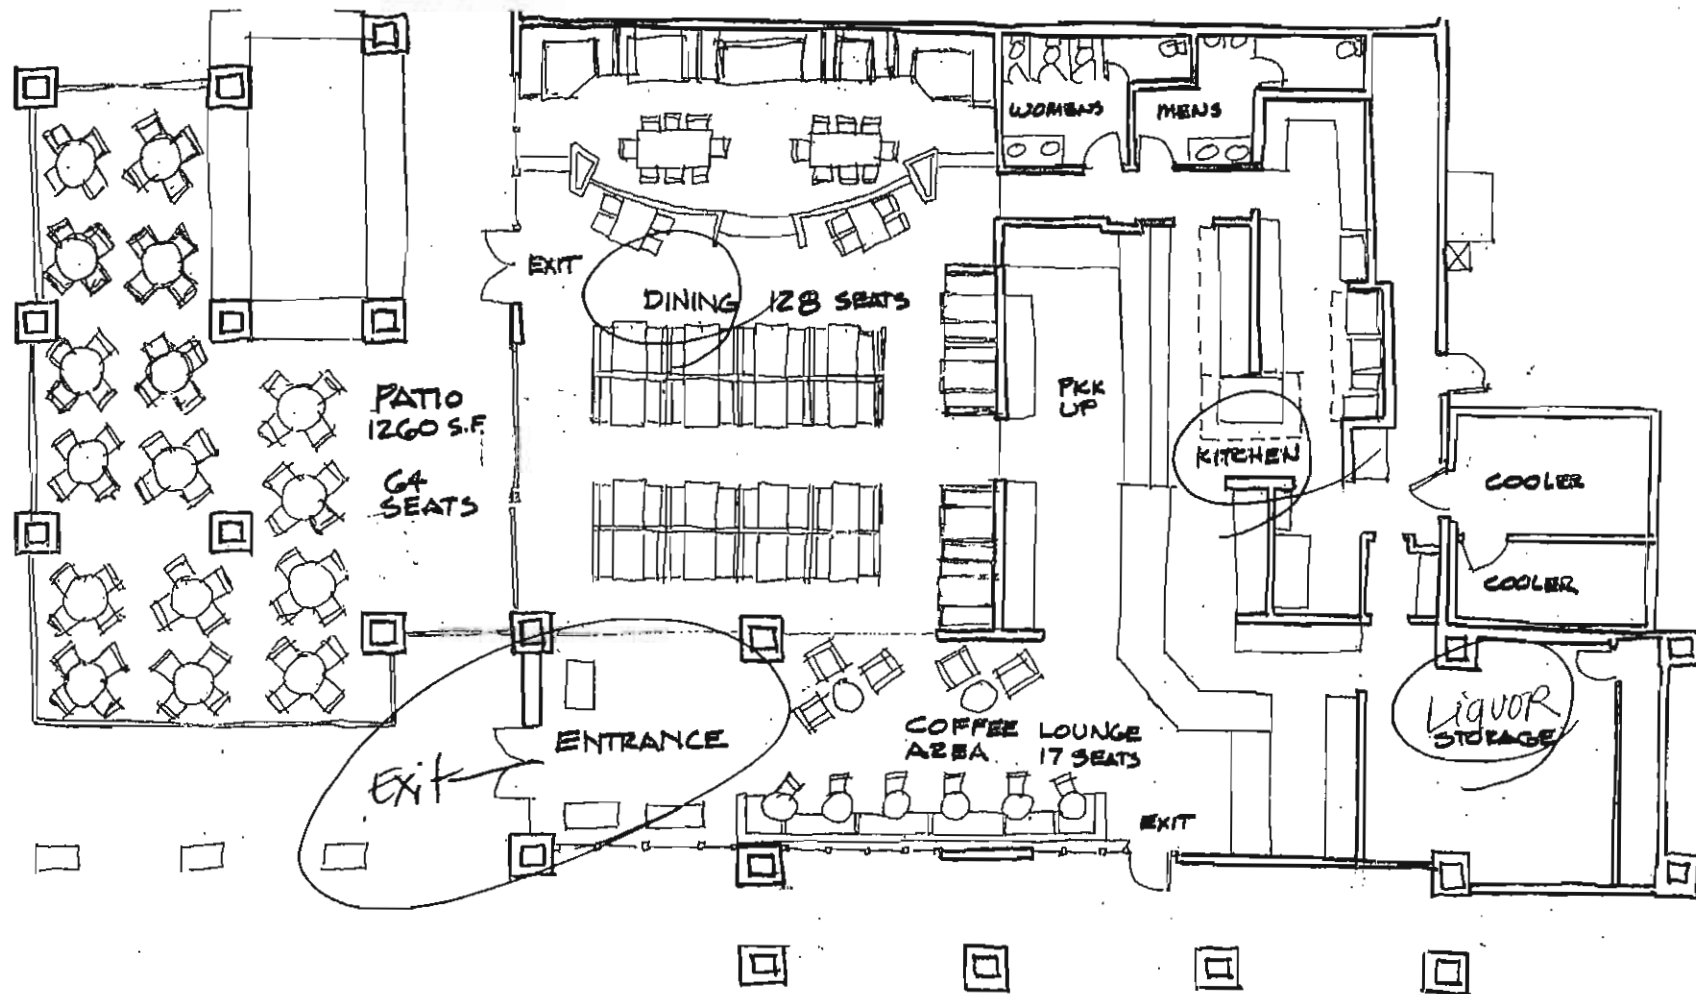 WOMENS
MENS
EXIT
DINING 128 SEATS
PATIO
1260 S.F.
64
SEATS
PICK
UP
KITCHEN
COOLER
COOLER
ENTRANCE
Exit
COFFEE
AREA
LOUNGE
17 SEATS
LiquoR
STORAGE
EXIT